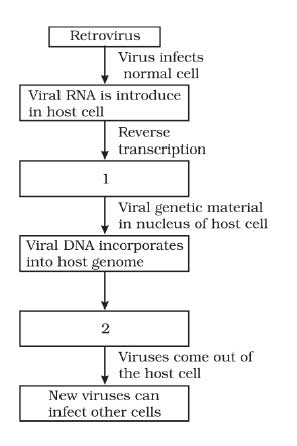 Retrovirus
Virus infects
normal cell
Viral RNA is introduce
in host cell
Reverse
transcription
1
Viral genetic material
in nucleus of host cell
Viral DNA incorporates
into host genome
2
Viruses come out of
the host cell
New viruses can
infect other cells